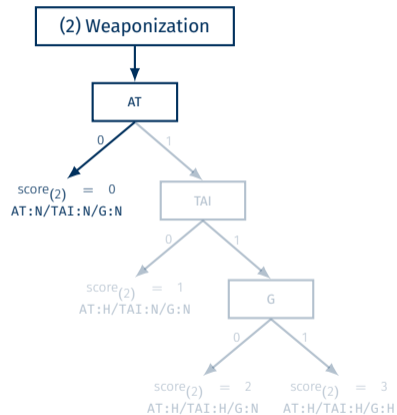 (2) Weaponization
AT
0 1
score(2) = 0
AT:N/TAI:N/G:N
TAI
0 1
score(2) = 1
AT:H/TAI:N/G:N
G
0 1
score(2) = 2
AT:H/TAI:H/G:N
score(2) = 3
AT:H/TAI:H/G:H